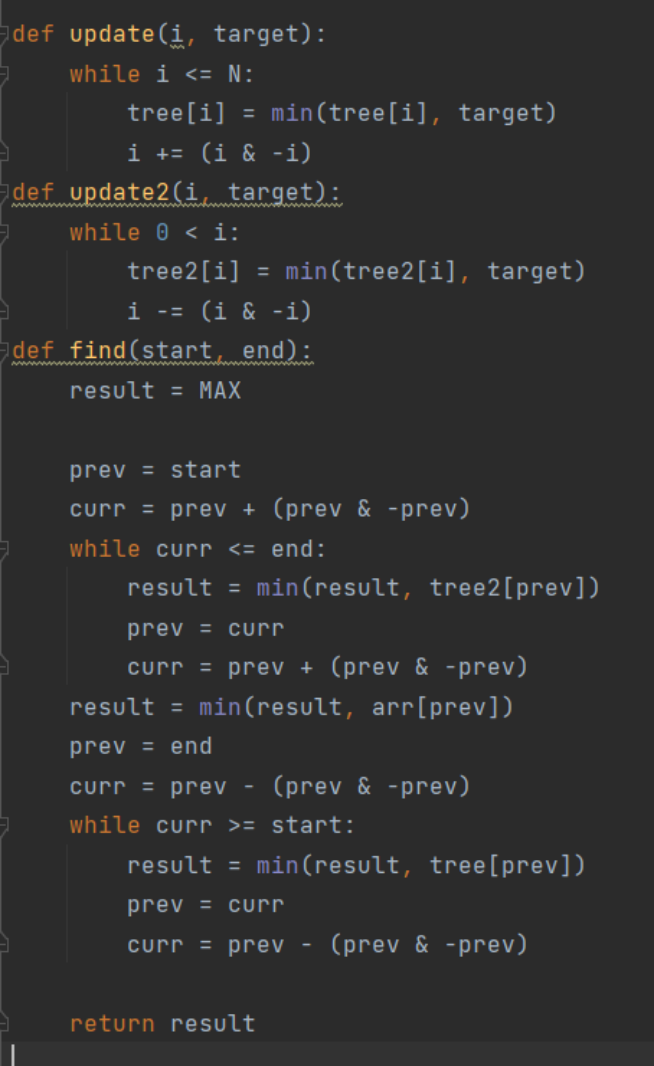 def update(i, target):
    while i <= N:
        tree[i] = min(tree[i], target)
        i += (i & -i)
def update2(i, target):
    while 0 < i:
        tree2[i] = min(tree2[i], target)
        i -= (i & -i)
def find(start, end):
    result = MAX

    prev = start
    curr = prev + (prev & -prev)
    while curr <= end:
        result = min(result, tree2[prev])
        prev = curr
        curr = prev + (prev & -prev)
    result = min(result, arr[prev])
    prev = end
    curr = prev - (prev & -prev)
    while curr >= start:
        result = min(result, tree[prev])
        prev = curr
        curr = prev - (prev & -prev)

    return result